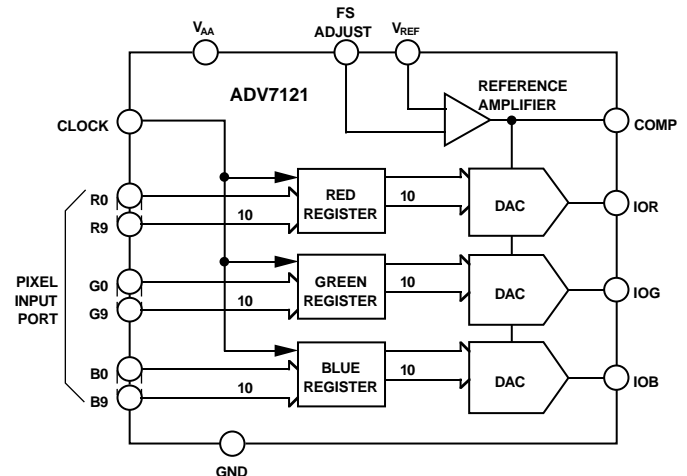 FS
ADJUST
VAA
VREF
ADV7121
REFERENCE
AMPLIFIER
CLOCK
COMP
R0
R9
10
RED
REGISTER
10
DAC
IOR
PIXEL
INPUT
PORT
G0
G9
10
GREEN
REGISTER
10
DAC
IOG
B0
B9
10
BLUE
REGISTER
10
DAC
IOB
GND